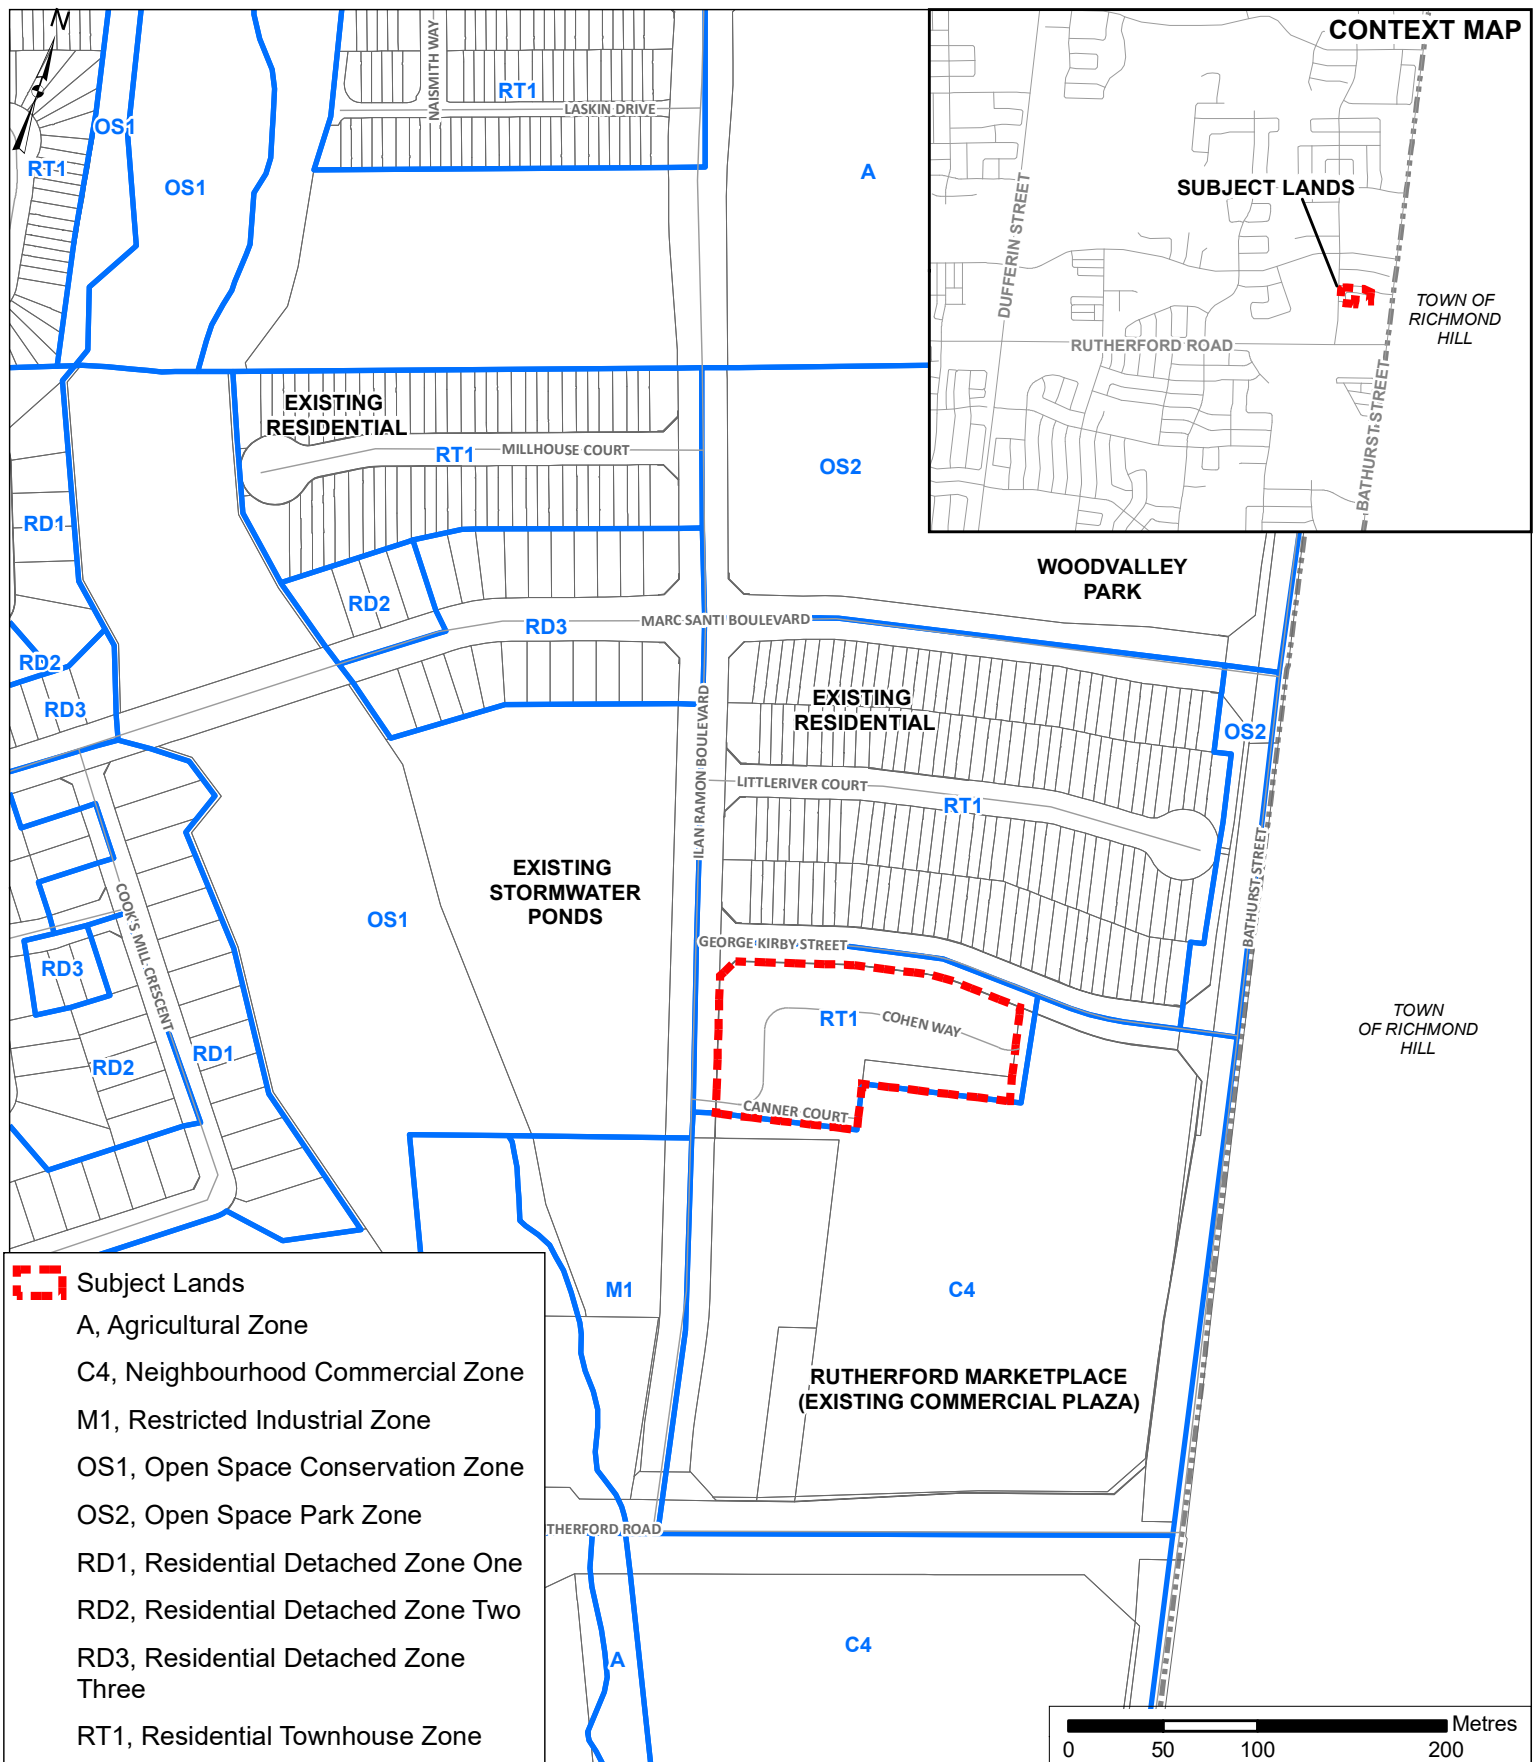 N
CONTEXT MAP
SUBJECT LANDS
DUFFERIN STREET
RUTHERFORD ROAD
BATHURST STREET
TOWN OF
RICHMOND
HILL
NAISMITH WAY
RT1
LASKIN DRIVE
OS1
RT1
OS1
A
EXISTING
RESIDENTIAL
RT1
MILLHOUSE COURT
OS2
RD1
WOODVALLEY
PARK
RD2
RD3
MARC SANTI BOULEVARD
RD2
RD3
EXISTING
RESIDENTIAL
OS2
ILAN RAMON BOULEVARD
LITTLERIVER COURT
RT1
BATHURST STREET
EXISTING
STORMWATER
PONDS
OS1
COOK'S MILL CRESCENT
GEORGE KIRBY STREET
RD3
RT1
COHEN WAY
TOWN
OF RICHMOND
HILL
RD1
RD2
CANNER COURT
M1
C4
RUTHERFORD MARKETPLACE
(EXISTING COMMERCIAL PLAZA)
THERFORD ROAD
C4
A
Subject Lands
A, Agricultural Zone
C4, Neighbourhood Commercial Zone
M1, Restricted Industrial Zone
OS1, Open Space Conservation Zone
OS2, Open Space Park Zone
RD1, Residential Detached Zone One
RD2, Residential Detached Zone Two
RD3, Residential Detached Zone
Three
RT1, Residential Townhouse Zone
Metres
0 50 100 200